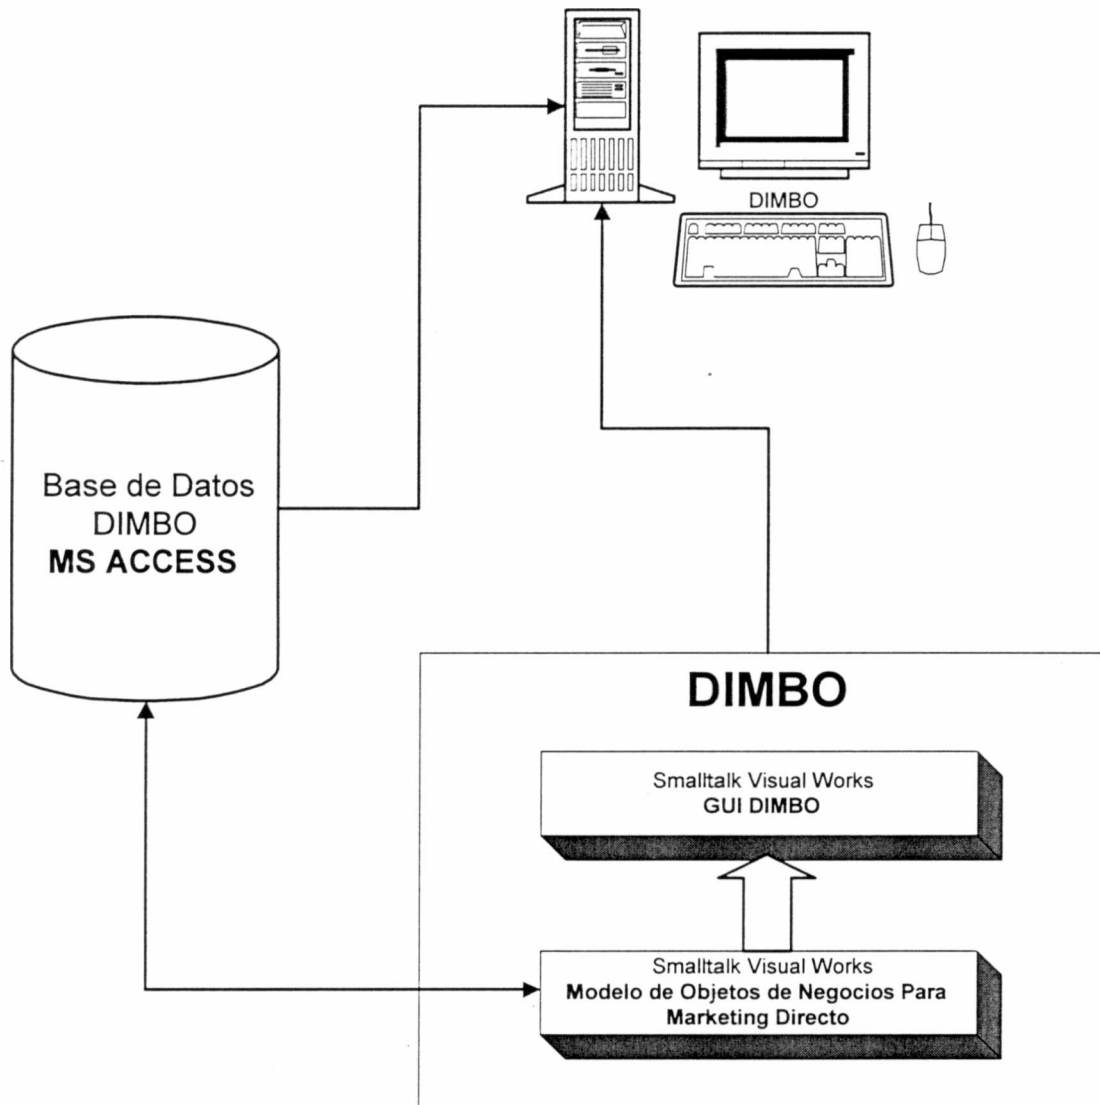 DIMBO
Base de Datos
DIMBO
MS ACCESS
DIMBO
Smalltalk Visual Works
GUI DIMBO
Smalltalk Visual Works
Modelo de Objetos de Negocios Para
Marketing Directo